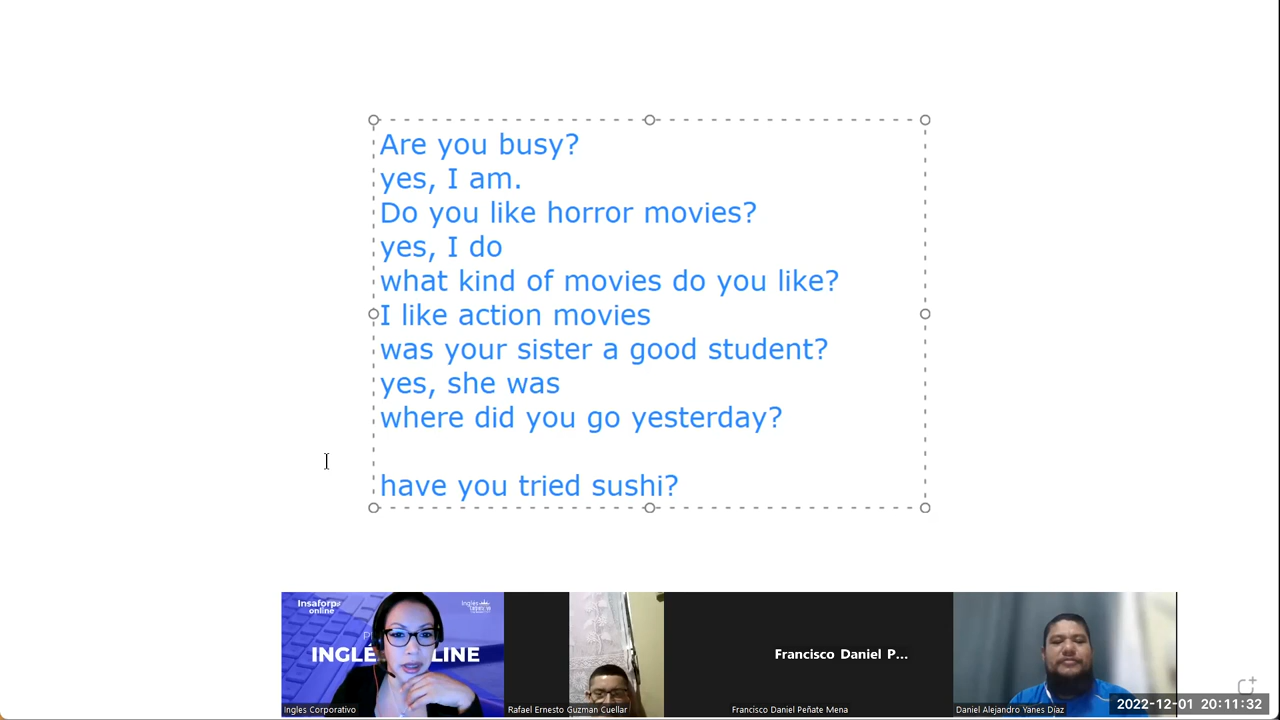 Are you busy?
yes, I am.
Do you like horror movies?
yes, I do
what kind of movies do you like?
I like action movies
was your sister a good student?
yes, she was
where did you go yesterday?
have you tried sushi?
Insaforp
online
INGLÉ LINE
Ingles Corporativo
Rafael Ernesto Guzman Cuellar
Francisco Daniel P...
Francisco Daniel Peñate Mena
Daniel Alejandro Yanes Díaz
2022-12-01 20:11:32